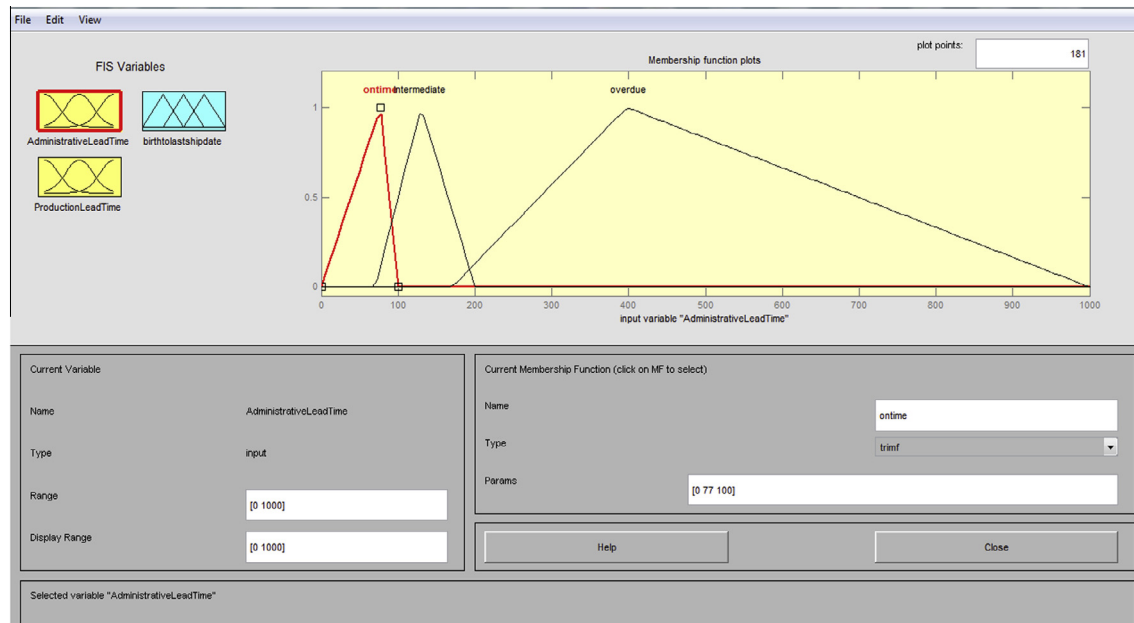 File Edit View
FIS Variables
AdministrativeLeadTime
birthtolastshipdate
ProductionLeadTime
plot points:
181
Membership function plots
ontime
intermediate
overdue
1
0.5
0
0 100 200 300 400 500 600 700 800 900 1000
input variable "AdministrativeLeadTime"
Current Variable
Name AdministrativeLeadTime
Type input
Range [0 1000]
Display Range [0 1000]
Current Membership Function (click on MF to select)
Name ontime
Type trimf
Params [0 77 100]
Help Close
Selected variable "AdministrativeLeadTime"